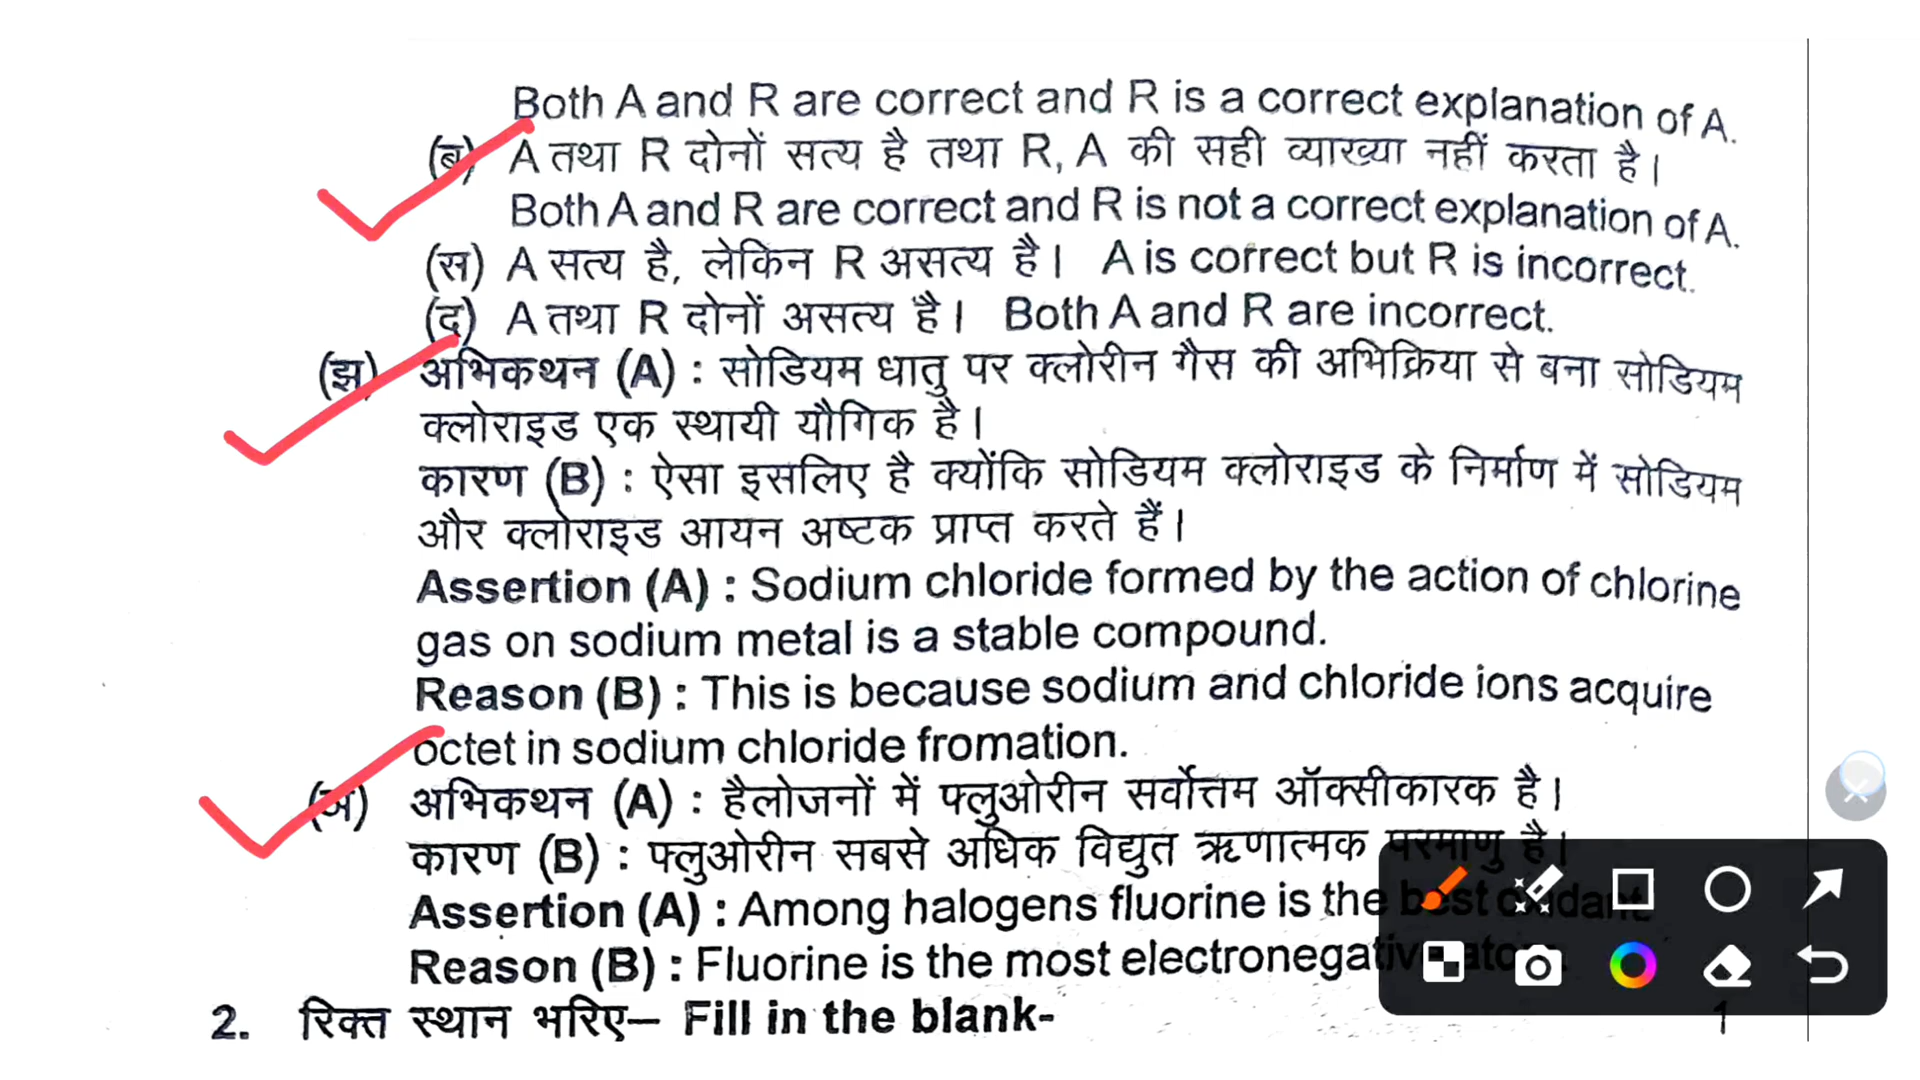 Both A and R are correct and R is a correct explanation of A.
(ब) A तथा R दोनों सत्य है तथा R, A की सही व्याख्या नहीं करता है।
Both A and R are correct and R is not a correct explanation of A.
(स) A सत्य है, लेकिन R असत्य है। A is correct but R is incorrect.
(द) A तथा R दोनों असत्य है। Both A and R are incorrect.
(झ) अभिकथन (A) : सोडियम धातु पर क्लोरीन गैस की अभिक्रिया से बना सोडियम
क्लोराइड एक स्थायी यौगिक है।
कारण (B) : ऐसा इसलिए है क्योंकि सोडियम क्लोराइड के निर्माण में सोडियम
और क्लोराइड आयन अष्टक प्राप्त करते हैं।
Assertion (A) : Sodium chloride formed by the action of chlorine
gas on sodium metal is a stable compound.
Reason (B) : This is because sodium and chloride ions acquire
octet in sodium chloride fromation.
(ञ) अभिकथन (A) : हैलोजनों में फ्लुओरीन सर्वोत्तम ऑक्सीकारक है।
कारण (B) : फ्लुओरीन सबसे अधिक विद्युत ऋणात्मक परमाणु है।
Assertion (A) : Among halogens fluorine is the best oxidant
Reason (B) : Fluorine is the most electronegative
2. रिक्त स्थान भरिए– Fill in the blank- 1